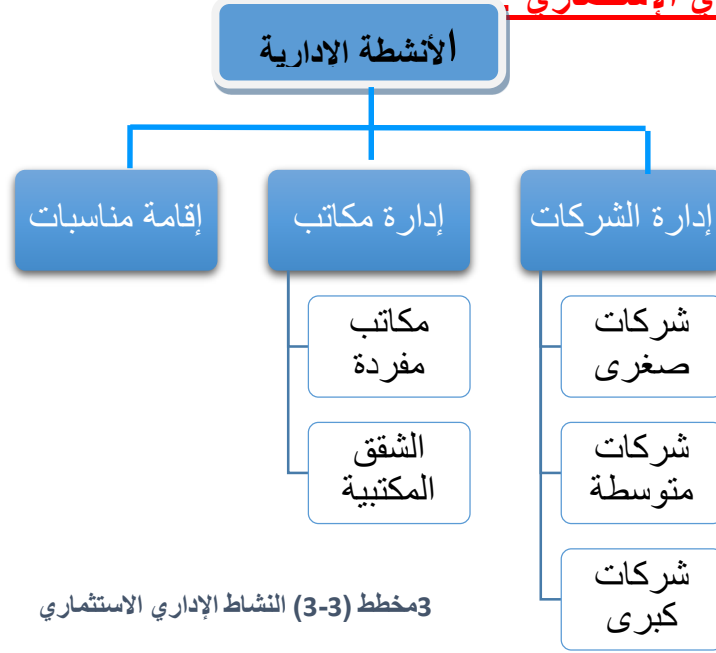 الأنشطة الإدارية
إدارة الشركات
إدارة مكاتب
إقامة مناسبات
شركات
صغرى
شركات
متوسطة
شركات
كبرى
مكاتب
مفردة
الشقق
المكتبية
3مخطط (3-3) النشاط الإداري الاستثماري